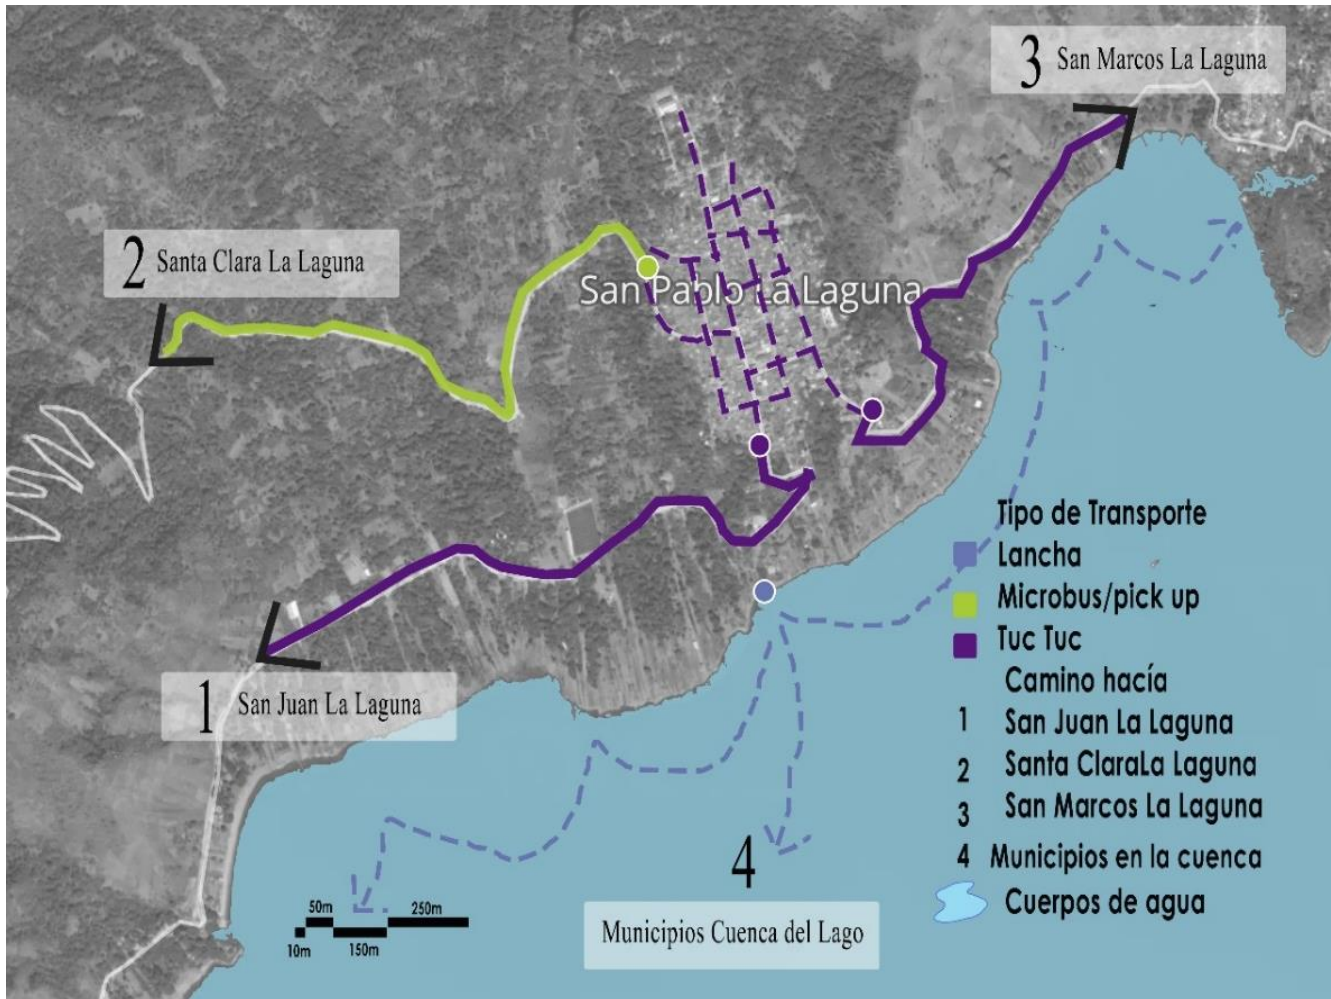 3 San Marcos La Laguna
2 Santa Clara La Laguna
San Pablo La Laguna
1 San Juan La Laguna
4
Municipios Cuenca del Lago
50m
250m
10m
150m
Tipo de Transporte
Lancha
Microbus/pick up
Tuc Tuc
Camino hacía
1 San Juan La Laguna
2 Santa ClaraLa Laguna
3 San Marcos La Laguna
4 Municipios en la cuenca
Cuerpos de agua